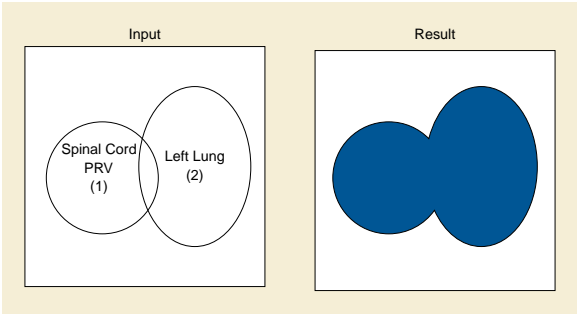 Input
Result
Spinal Cord
PRV
(1)
Left Lung
(2)